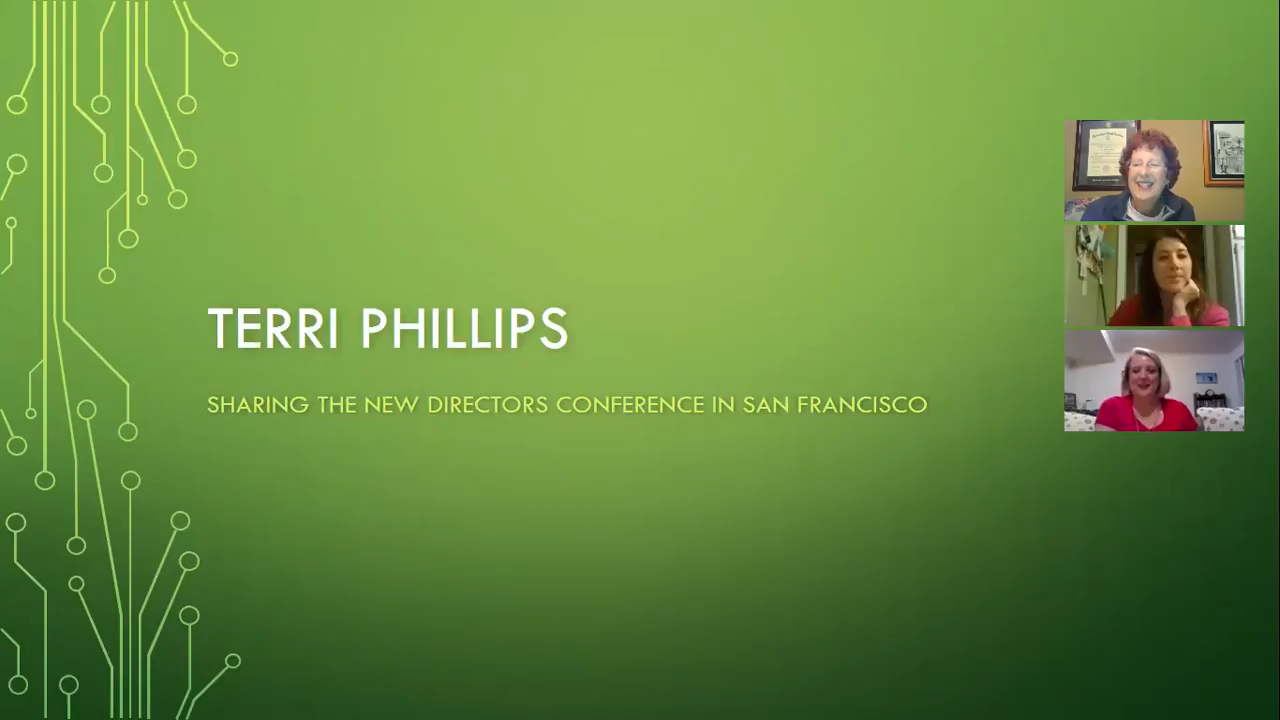 TERRI PHILLIPS
SHARING THE NEW DIRECTORS CONFERENCE IN SAN FRANCISCO